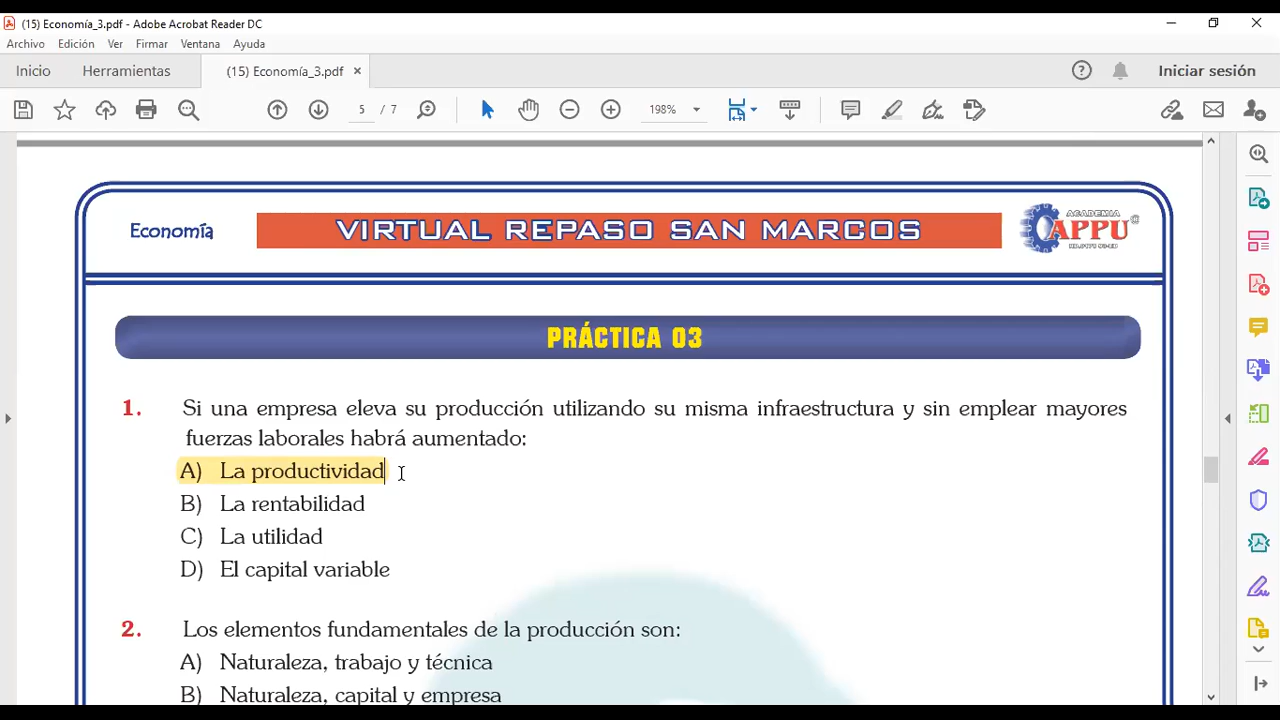 (15) Economía_3.pdf - Adobe Acrobat Reader DC
Archivo Edición Ver Firmar Ventana Ayuda
Inicio Herramientas (15) Economía_3.pdf × Iniciar sesión
5 / 7 198%
Economía VIRTUAL REPASO SAN MARCOS ACADEMIA APPU
PRÁCTICA 03
1. Si una empresa eleva su producción utilizando su misma infraestructura y sin emplear mayores
fuerzas laborales habrá aumentado:
A) La productividad
B) La rentabilidad
C) La utilidad
D) El capital variable
2. Los elementos fundamentales de la producción son:
A) Naturaleza, trabajo y técnica
B) Naturaleza, capital y empresa